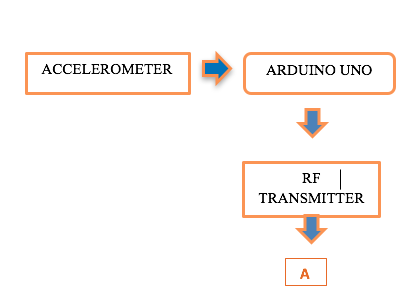 ACCELEROMETER
ARDUINO UNO
RF
TRANSMITTER
A